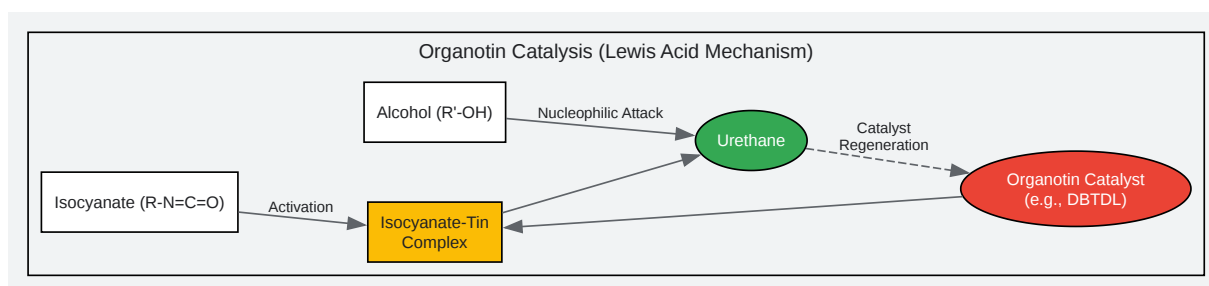 Organotin Catalysis (Lewis Acid Mechanism)
Alcohol (R'-OH)
Nucleophilic Attack
Urethane
Catalyst
Regeneration
Organotin Catalyst
(e.g., DBTDL)
Isocyanate (R-N=C=O)
Activation
Isocyanate-Tin
Complex